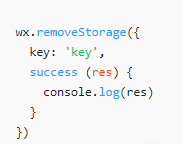 wx.removeStorage({
  key: 'key',
  success (res) {
    console.log(res)
  }
})